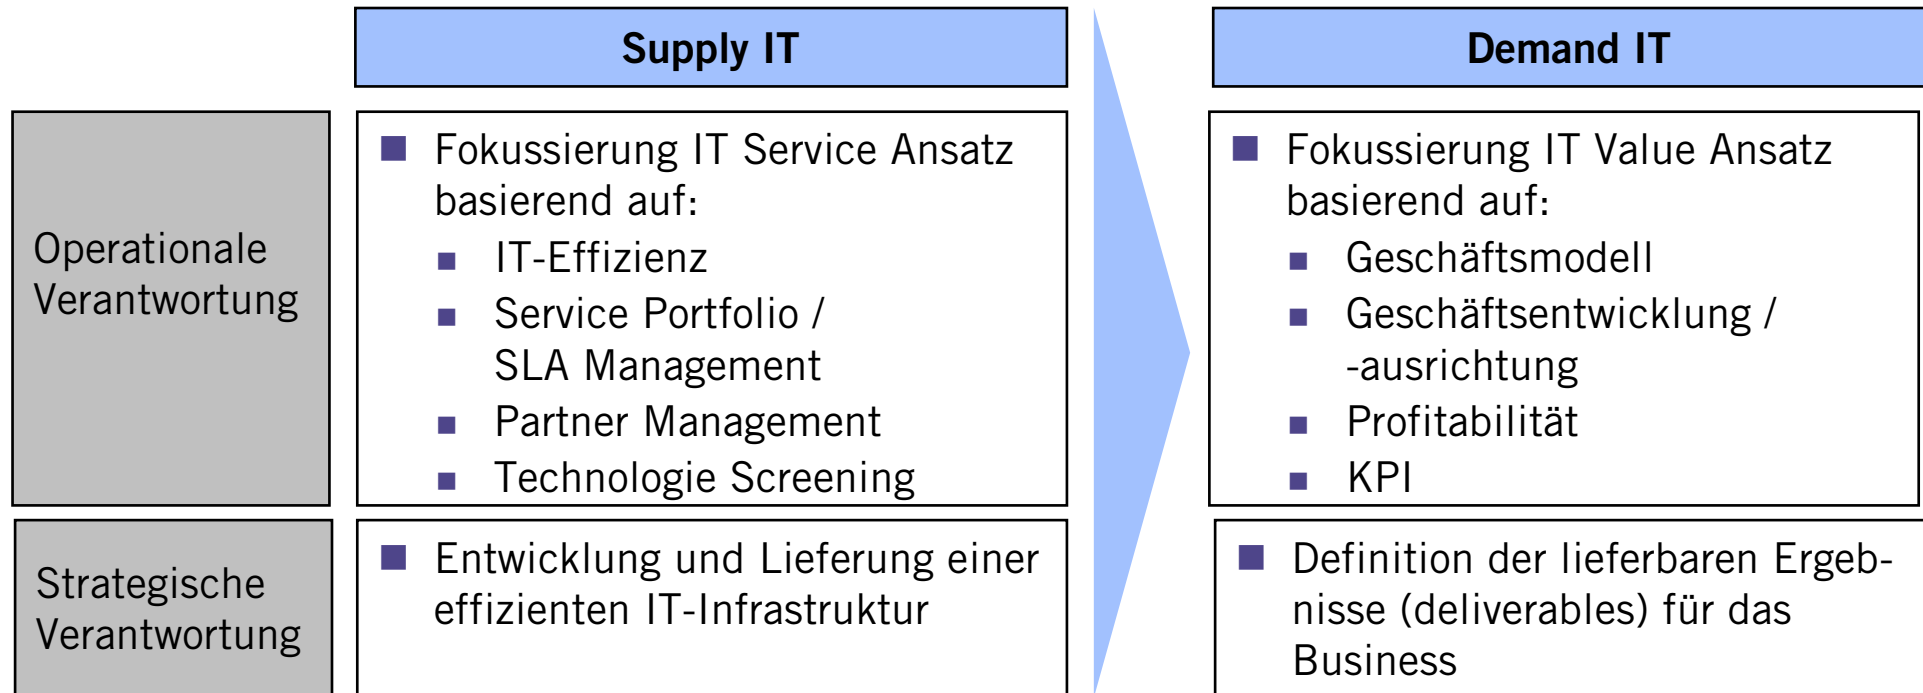 Supply IT
Demand IT
Operationale
Verantwortung
Fokussierung IT Service Ansatz
basierend auf:
IT-Effizienz
Service Portfolio /
SLA Management
Partner Management
Technologie Screening
Fokussierung IT Value Ansatz
basierend auf:
Geschäftsmodell
Geschäftsentwicklung /
-ausrichtung
Profitabilität
KPI
Strategische
Verantwortung
Entwicklung und Lieferung einer
effizienten IT-Infrastruktur
Definition der lieferbaren Ergeb-
nisse (deliverables) für das
Business